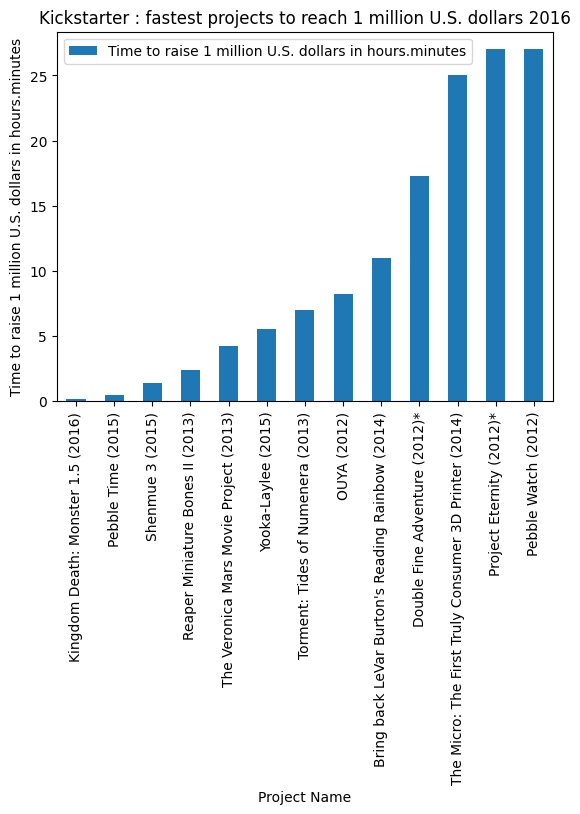 Kickstarter : fastest projects to reach 1 million U.S. dollars 2016
Time to raise 1 million U.S. dollars in hours.minutes
Time to raise 1 million U.S. dollars in hours.minutes
25
20
15
10
5
0
Kingdom Death: Monster 1.5 (2016)
Pebble Time (2015)
Shenmue 3 (2015)
Reaper Miniature Bones II (2013)
The Veronica Mars Movie Project (2013)
Yooka-Laylee (2015)
Torment: Tides of Numenera (2013)
OUYA (2012)
Bring back LeVar Burton's Reading Rainbow (2014)
Double Fine Adventure (2012)*
The Micro: The First Truly Consumer 3D Printer (2014)
Project Eternity (2012)*
Pebble Watch (2012)
Project Name